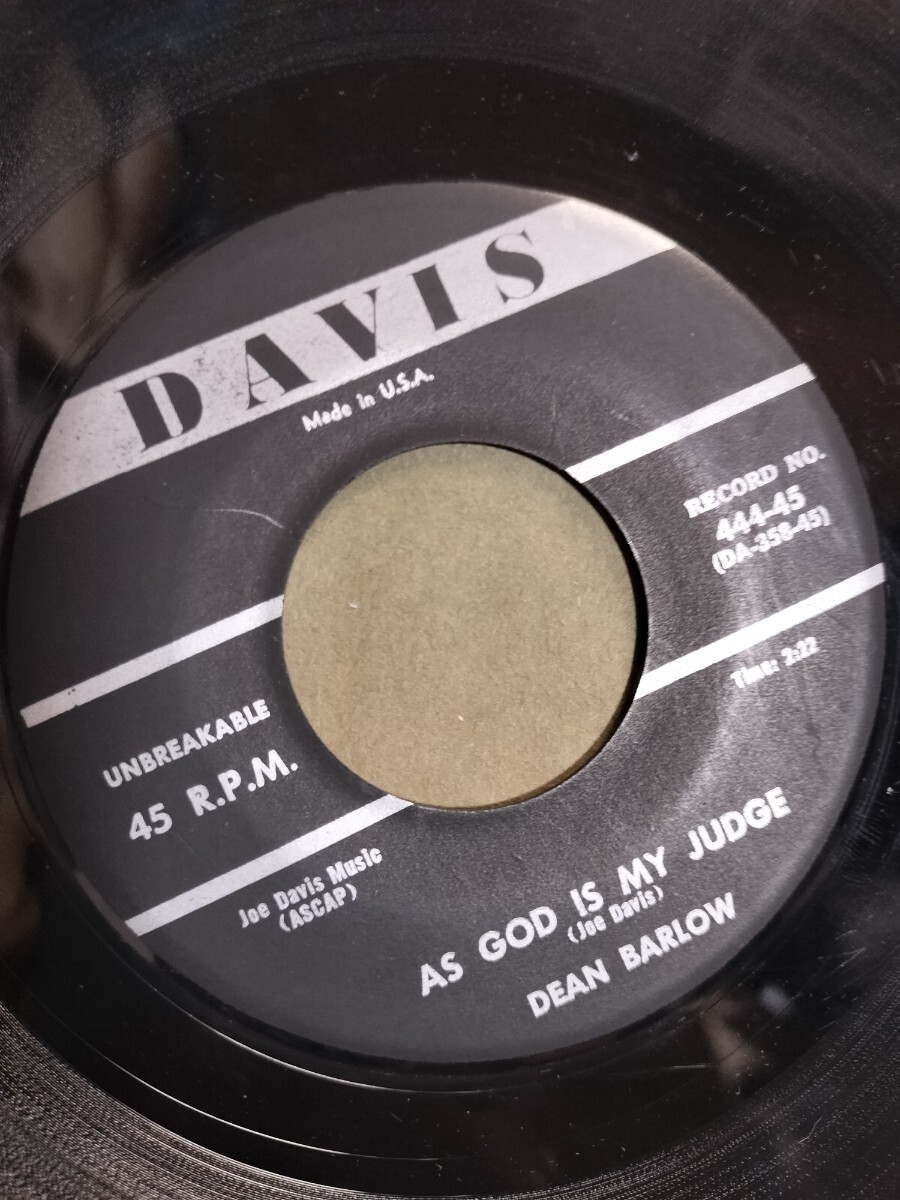 DAVIS
Made in U.S.A.
RECORD NO.
444-45
(DA-358-45)
Time: 2:22
UNBREAKABLE
45 R.P.M.
Joe Davis Music
(ASCAP)
AS GOD IS MY JUDGE
(Joe Davis)
DEAN BARLOW